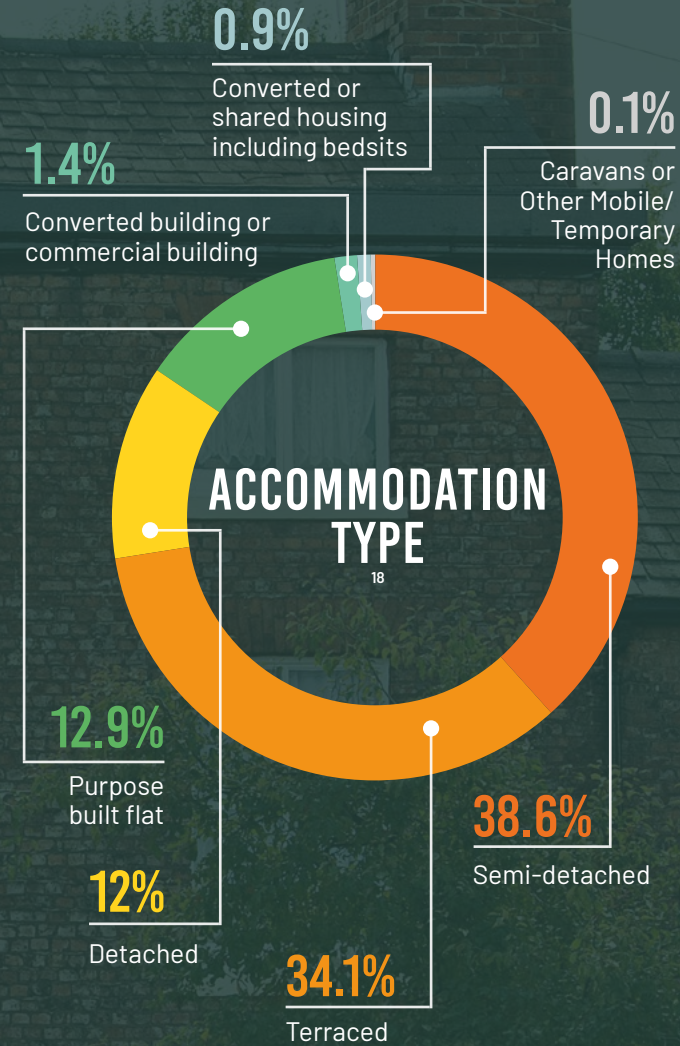 0.9%
Converted or
shared housing
including bedsits
0.1%
Caravans or
Other Mobile/
Temporary
Homes
1.4%
Converted building or
commercial building
ACCOMMODATION
TYPE
18
12.9%
Purpose
built flat
12%
Detached
38.6%
Semi-detached
34.1%
Terraced